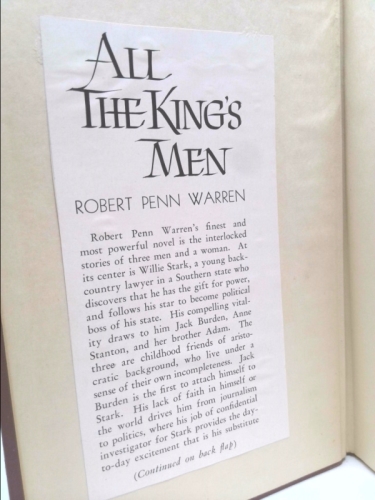 ALL
THE KING'S
MEN
ROBERT PENN WARREN
Robert Penn Warren's finest and
most powerful novel is the interlocked
stories of three men and a woman. At
its center is Willie Stark, a young back-
country lawyer in a Southern state who
discovers that he has the gift for power,
and follows his star to become political
boss of his state. His compelling vital-
ity draws to him Jack Burden, Anne
Stanton, and her brother Adam. The
three are childhood friends of aristo-
cratic background, who live under a
sense of their own incompleteness. Jack
Burden is the first to attach himself to
Stark. His lack of faith in himself or
the world drives him from journalism
to politics, where his job of confidential
investigator for Stark provides the day-
to-day excitement that is his substitute
(Continued on back flap)